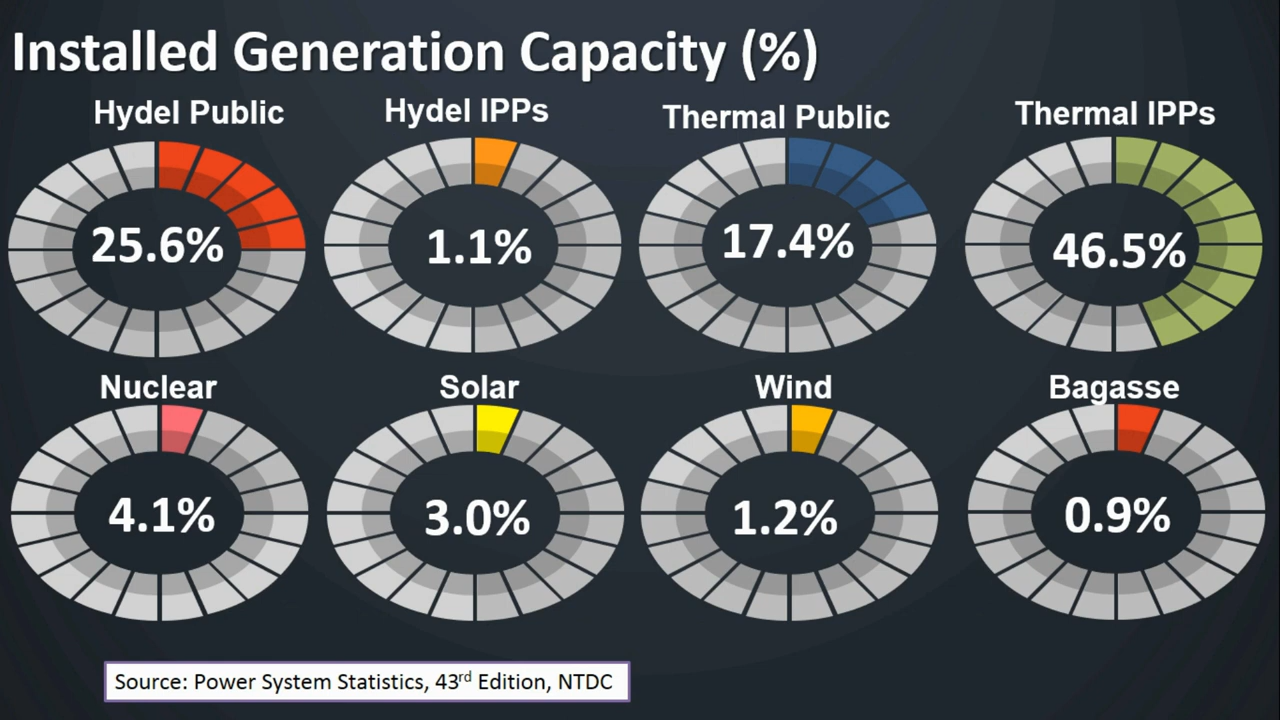 Installed Generation Capacity (%)
Hydel Public
Hydel IPPs
Thermal Public
Thermal IPPs
25.6%
1.1%
17.4%
46.5%
Nuclear
Solar
Wind
Bagasse
4.1%
3.0%
1.2%
0.9%
Source: Power System Statistics, 43rd Edition, NTDC